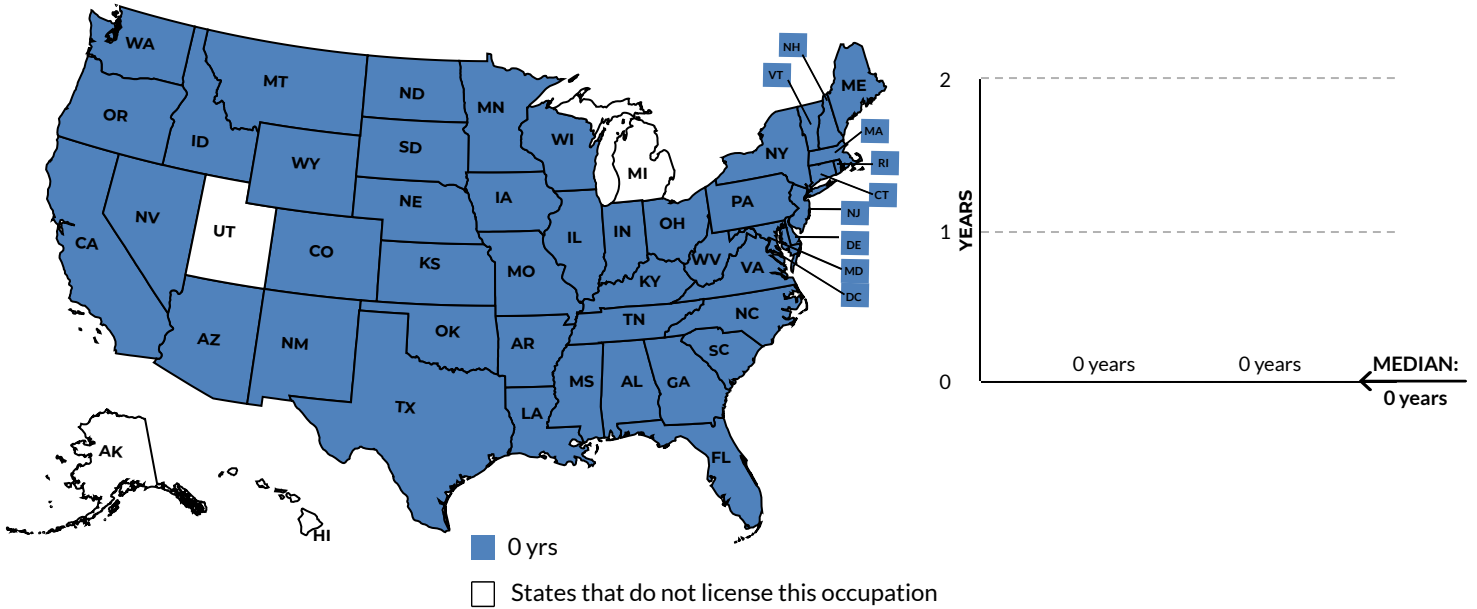 WA
MT
ND
MN
OR
ID
WY
SD
WI
MI
NH
VT
ME
MA
NY
RI
CT
NJ
PA
DE
MD
DC
NV
UT
CA
CO
NE
KS
IA
IL
IN
OH
MO
KY
WV
VA
AZ
NM
OK
AR
TN
NC
SC
TX
LA
MS
AL
GA
FL
AK
HI
0 yrs
States that do not license this occupation
2
1
0
YEARS
0 years
0 years
MEDIAN:
0 years